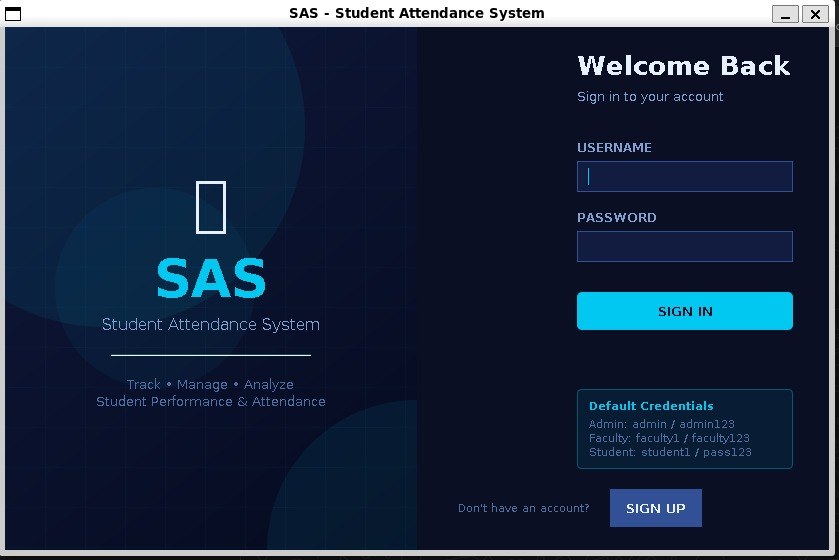 SAS - Student Attendance System
SAS
Student Attendance System
Track • Manage • Analyze
Student Performance & Attendance
Welcome Back
Sign in to your account
USERNAME
PASSWORD
SIGN IN
Default Credentials
Admin: admin / admin123
Faculty: faculty1 / faculty123
Student: student1 / pass123
Don't have an account?
SIGN UP